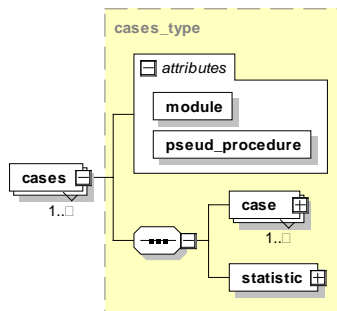 cases_type
attributes
module
pseud_procedure
cases
1..□
case
1..□
statistic